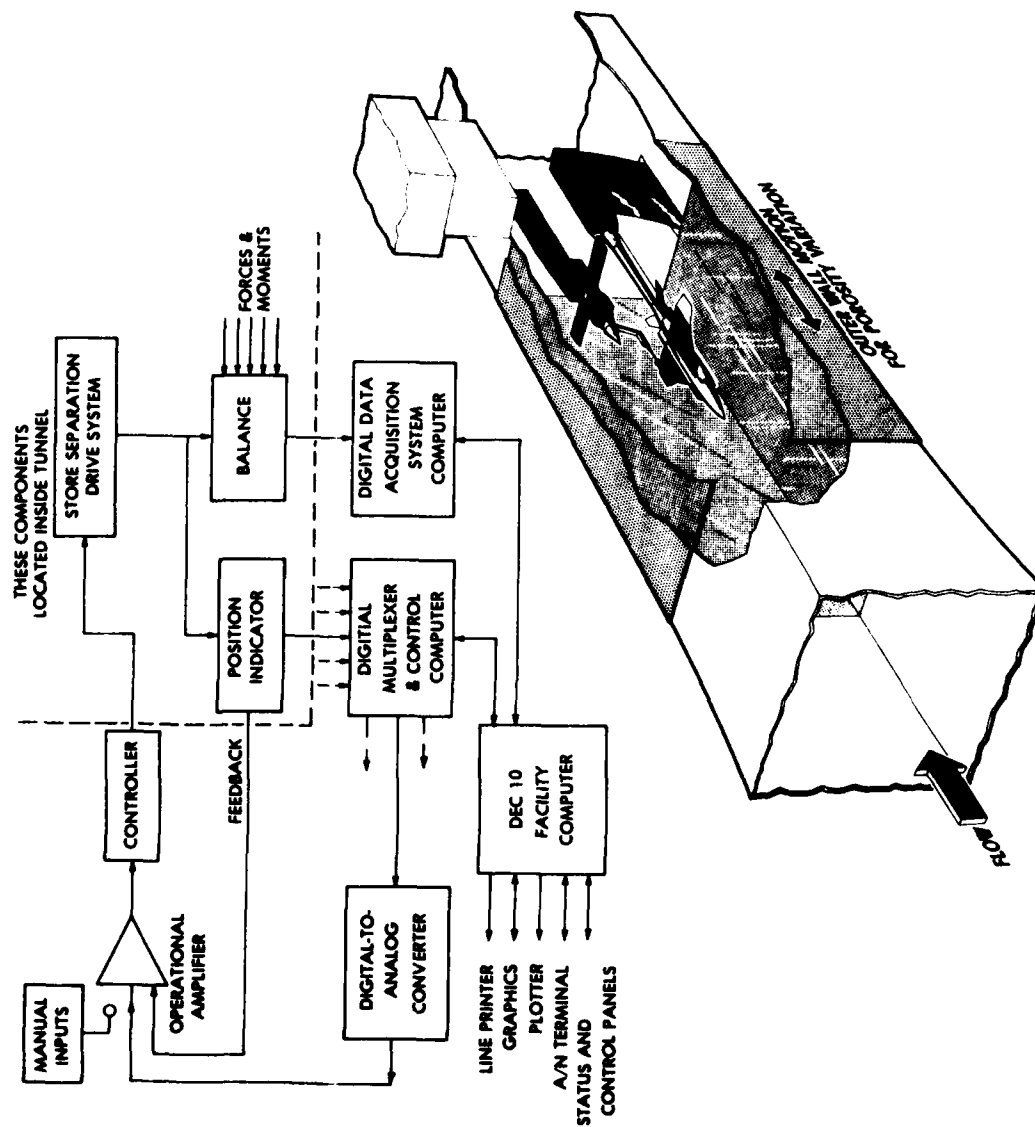 THESE COMPONENTS
LOCATED INSIDE TUNNEL
MANUAL
INPUTS
OPERATIONAL
AMPLIFIER
CONTROLLER
STORE SEPARATION
DRIVE SYSTEM
FEEDBACK
POSITION
INDICATOR
BALANCE
FORCES &
MOMENTS
DIGITAL-TO-
ANALOG
CONVERTER
DIGITIAL
MULTIPLEXER
& CONTROL
COMPUTER
DIGITAL DATA
ACQUISITION
SYSTEM
COMPUTER
LINE PRINTER
GRAPHICS
PLOTTER
A/N TERMINAL
STATUS AND
CONTROL PANELS
DEC 10
FACILITY
COMPUTER
FLOW
OUTER WALL MOTION
FOR POROSITY VARIATION